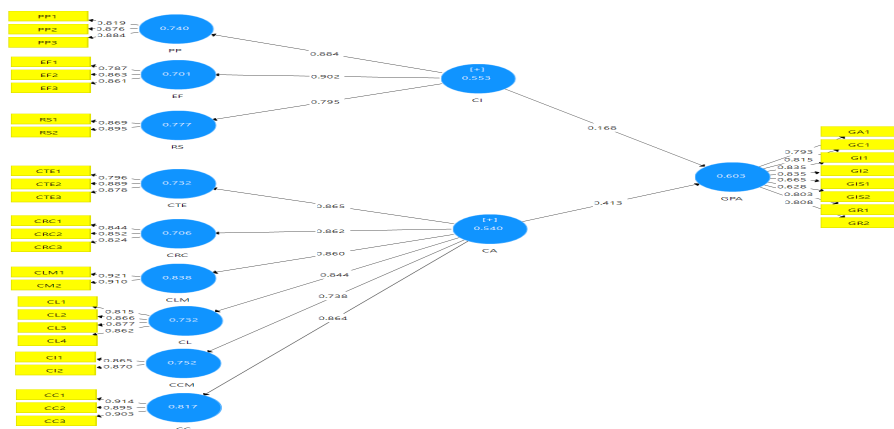 PP1
PP2
PP3
0.819
0.876
0.884
0.740
PP
EF1
EF2
EF3
0.787
0.863
0.861
0.701
EF
RS1
RS2
0.869
0.895
0.777
RS
0.884
0.902
0.795
[+]
0.553
CI
0.168
CTE1
CTE2
CTE3
0.796
0.889
0.878
0.732
CTE
CRC1
CRC2
CRC3
0.844
0.852
0.824
0.706
CRC
CLM1
CM2
0.921
0.910
0.838
CLM
CL1
CL2
CL3
CL4
0.815
0.866
0.877
0.862
0.732
CL
CI1
CI2
0.865
0.870
0.752
CCM
CC1
CC2
CC3
0.914
0.895
0.903
0.817
0.865
0.862
0.860
0.844
0.738
0.864
[+]
0.540
CA
0.413
0.603
GPA
0.793
0.815
0.835
0.835
0.665
0.628
0.803
0.808
GA1
GC1
GI1
GI2
GIS1
GIS2
GR1
GR2